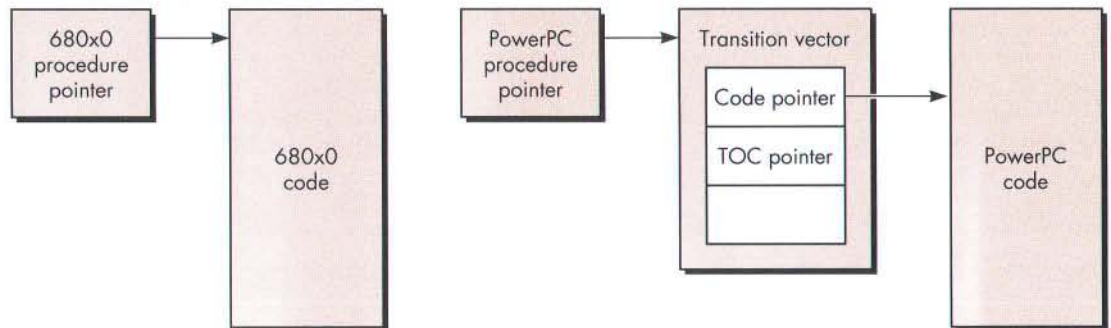 680x0
procedure
pointer
680x0
code
PowerPC
procedure
pointer
Transition vector
Code pointer
TOC pointer
PowerPC
code